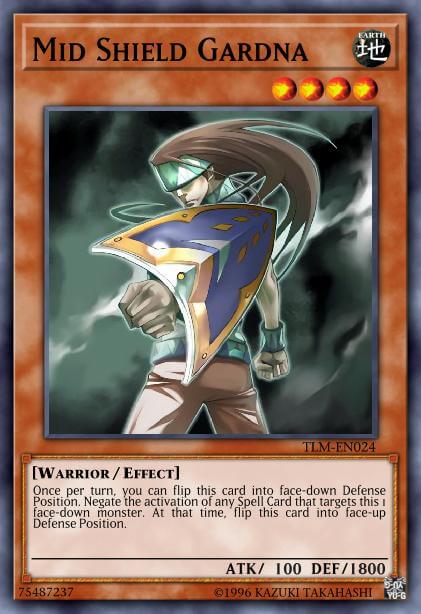 MID SHIELD GARDNA
EARTH
地
TLM-EN024
[WARRIOR / EFFECT]
Once per turn, you can flip this card into face-down Defense
Position. Negate the activation of any Spell Card that targets this 1
face-down monster. At that time, flip this card into face-up
Defense Position.
ATK/ 100 DEF/1800
75487237
©1996 KAZUKI TAKAHASHI